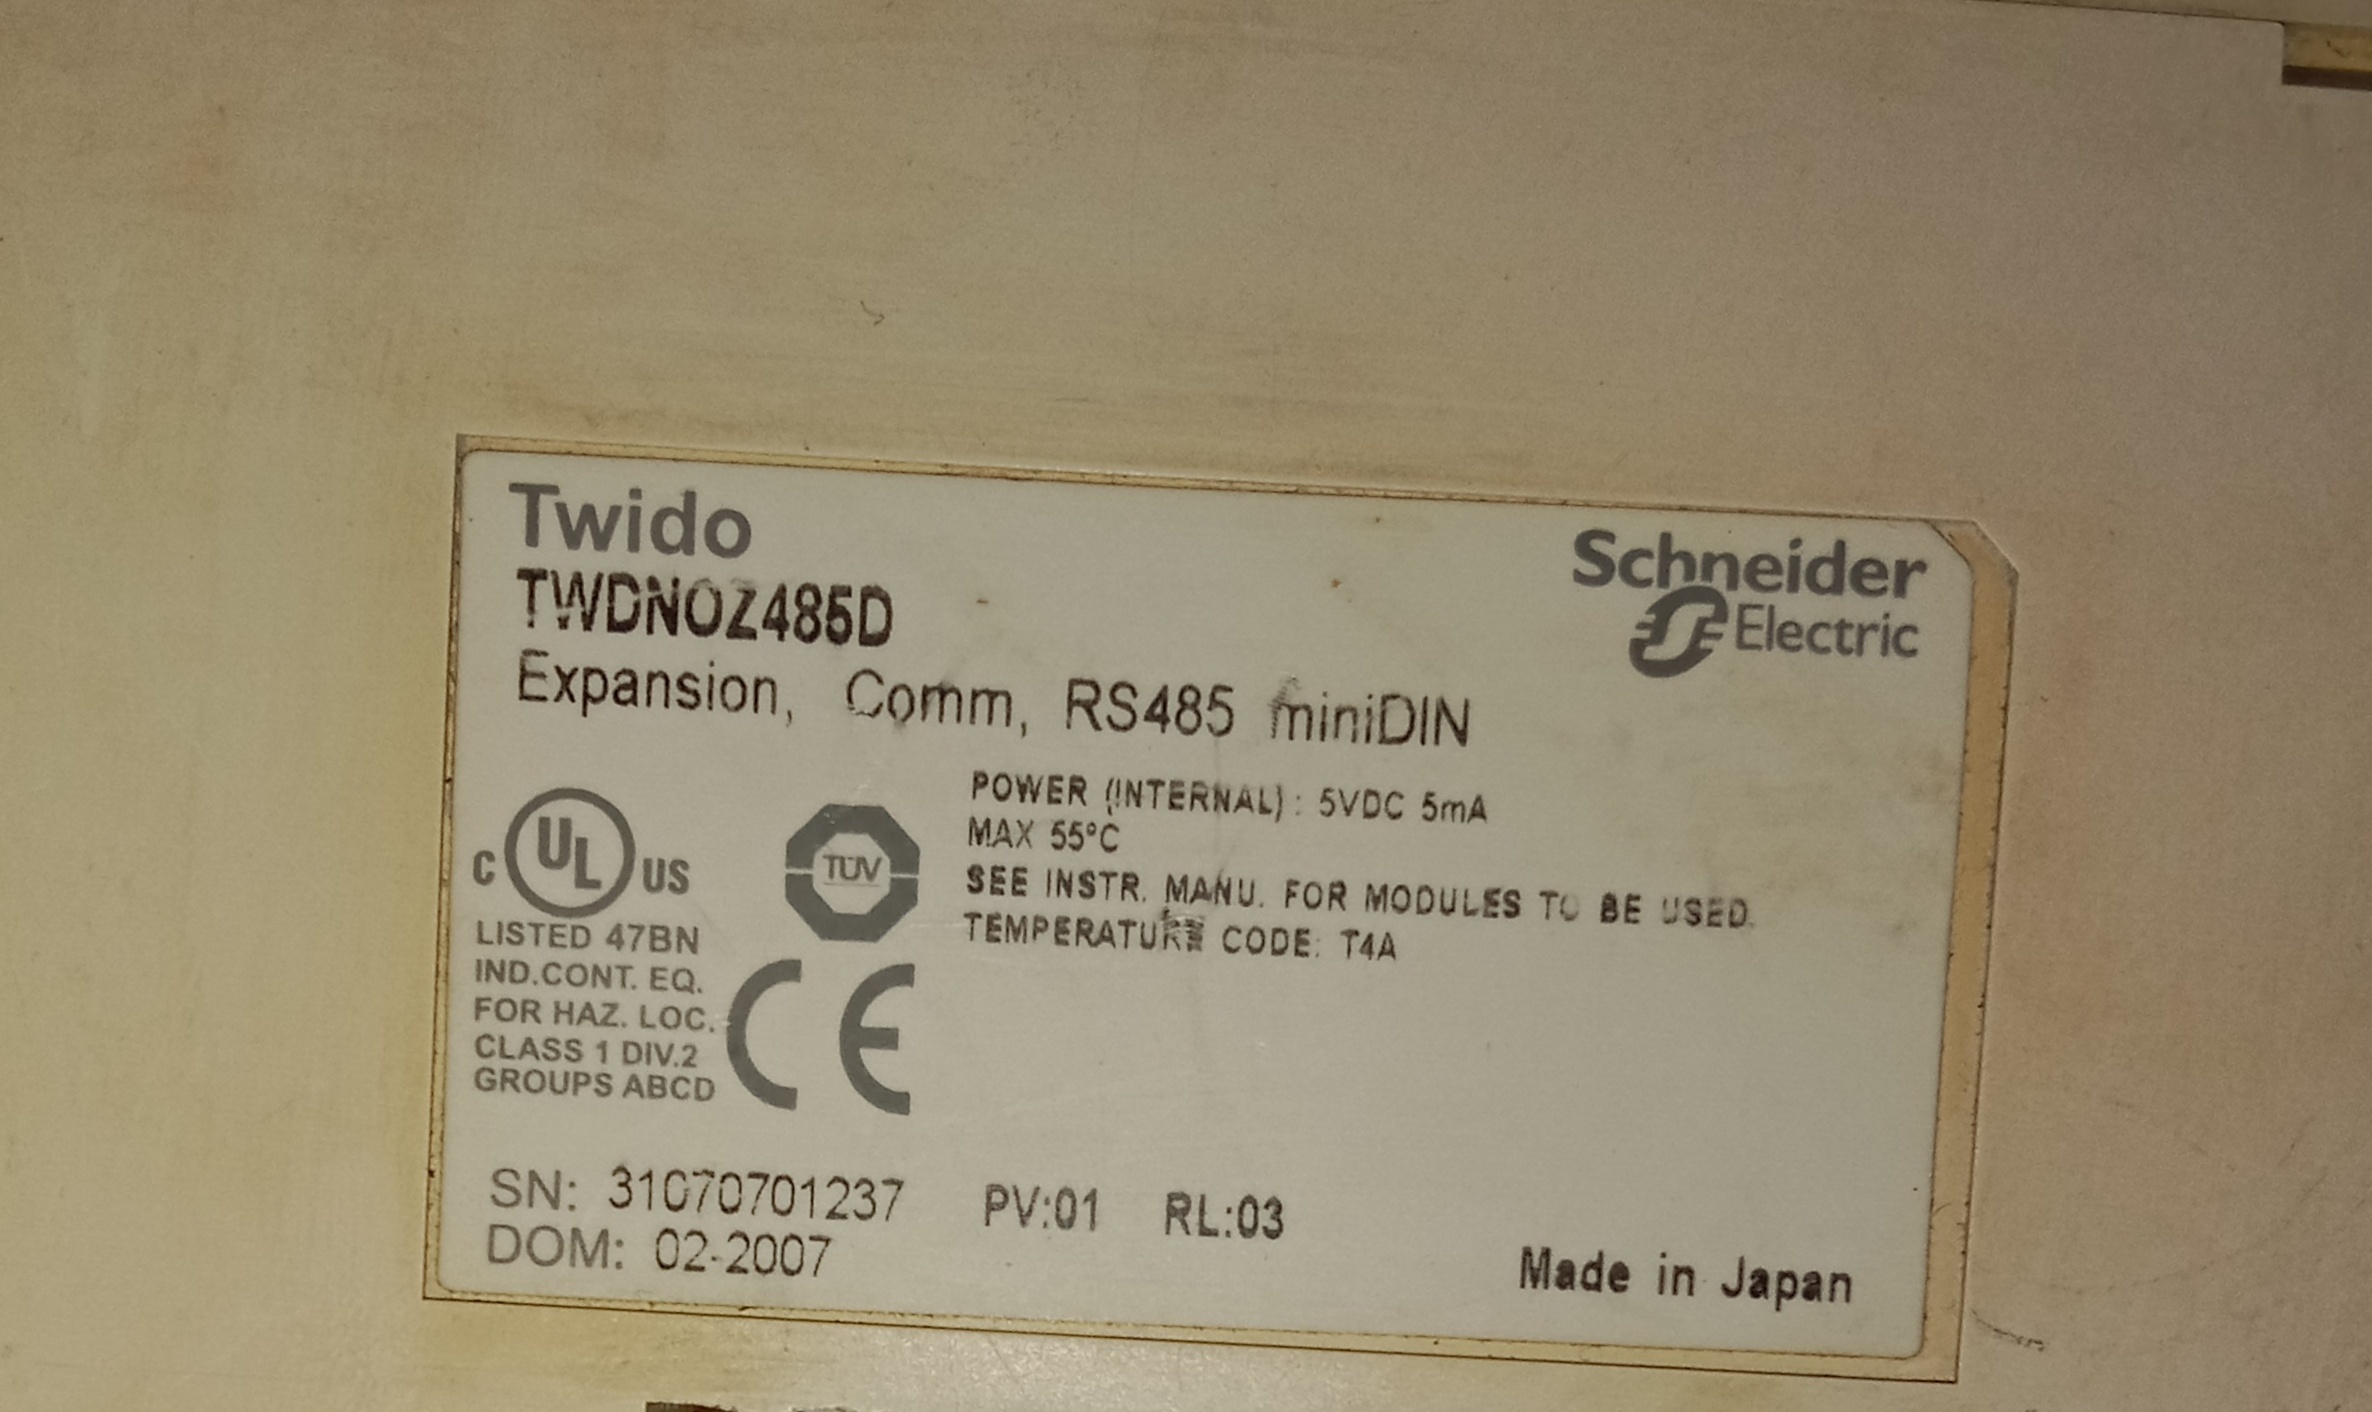 Twido
Schneider
Electric
TWDNOZ485D
Expansion, Comm, RS485 miniDIN
POWER (INTERNAL) : 5VDC 5mA
MAX 55°C
SEE INSTR. MANU. FOR MODULES TO BE USED.
TEMPERATURE CODE: T4A
C UL US
TÜV
LISTED 47BN
IND.CONT. EQ.
FOR HAZ. LOC.
CLASS 1 DIV.2
GROUPS ABCD
CE
SN: 31070701237 PV:01 RL:03
DOM: 02-2007
Made in Japan